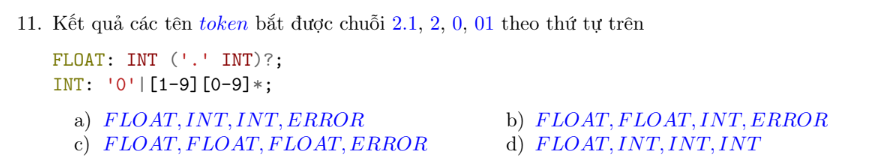 11. Kết quả các tên token bắt được chuỗi 2.1, 2, 0, 01 theo thứ tự trên
FLOAT: INT ('.' INT)?;
INT: '0'|[1-9][0-9]*;
a) FLOAT, INT, INT, ERROR b) FLOAT, FLOAT, INT, ERROR
c) FLOAT, FLOAT, FLOAT, ERROR d) FLOAT, INT, INT, INT